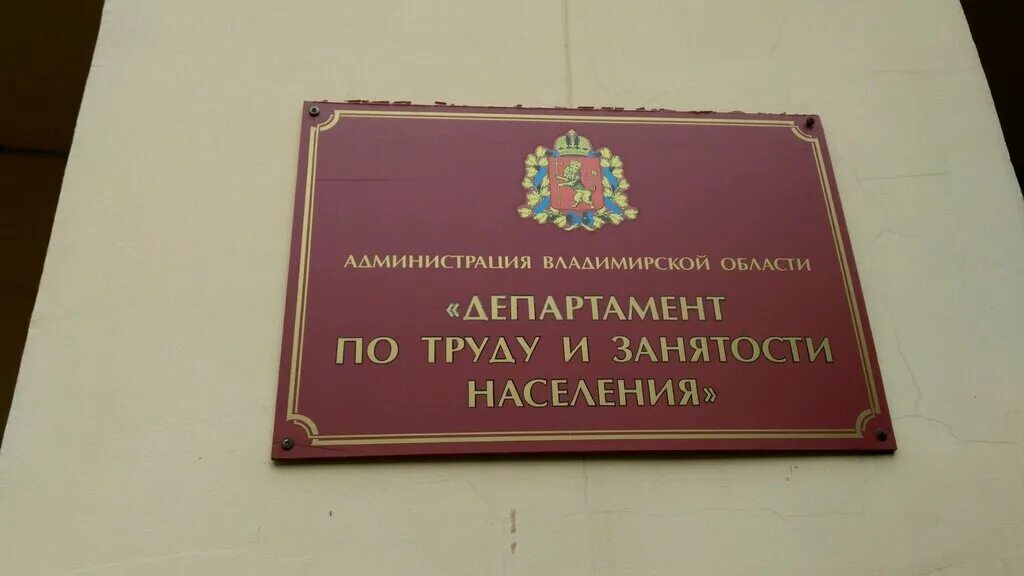 АДМИНИСТРАЦИЯ ВЛАДИМИРСКОЙ ОБЛАСТИ
«ДЕПАРТАМЕНТ
ПО ТРУДУ И ЗАНЯТОСТИ
НАСЕЛЕНИЯ»